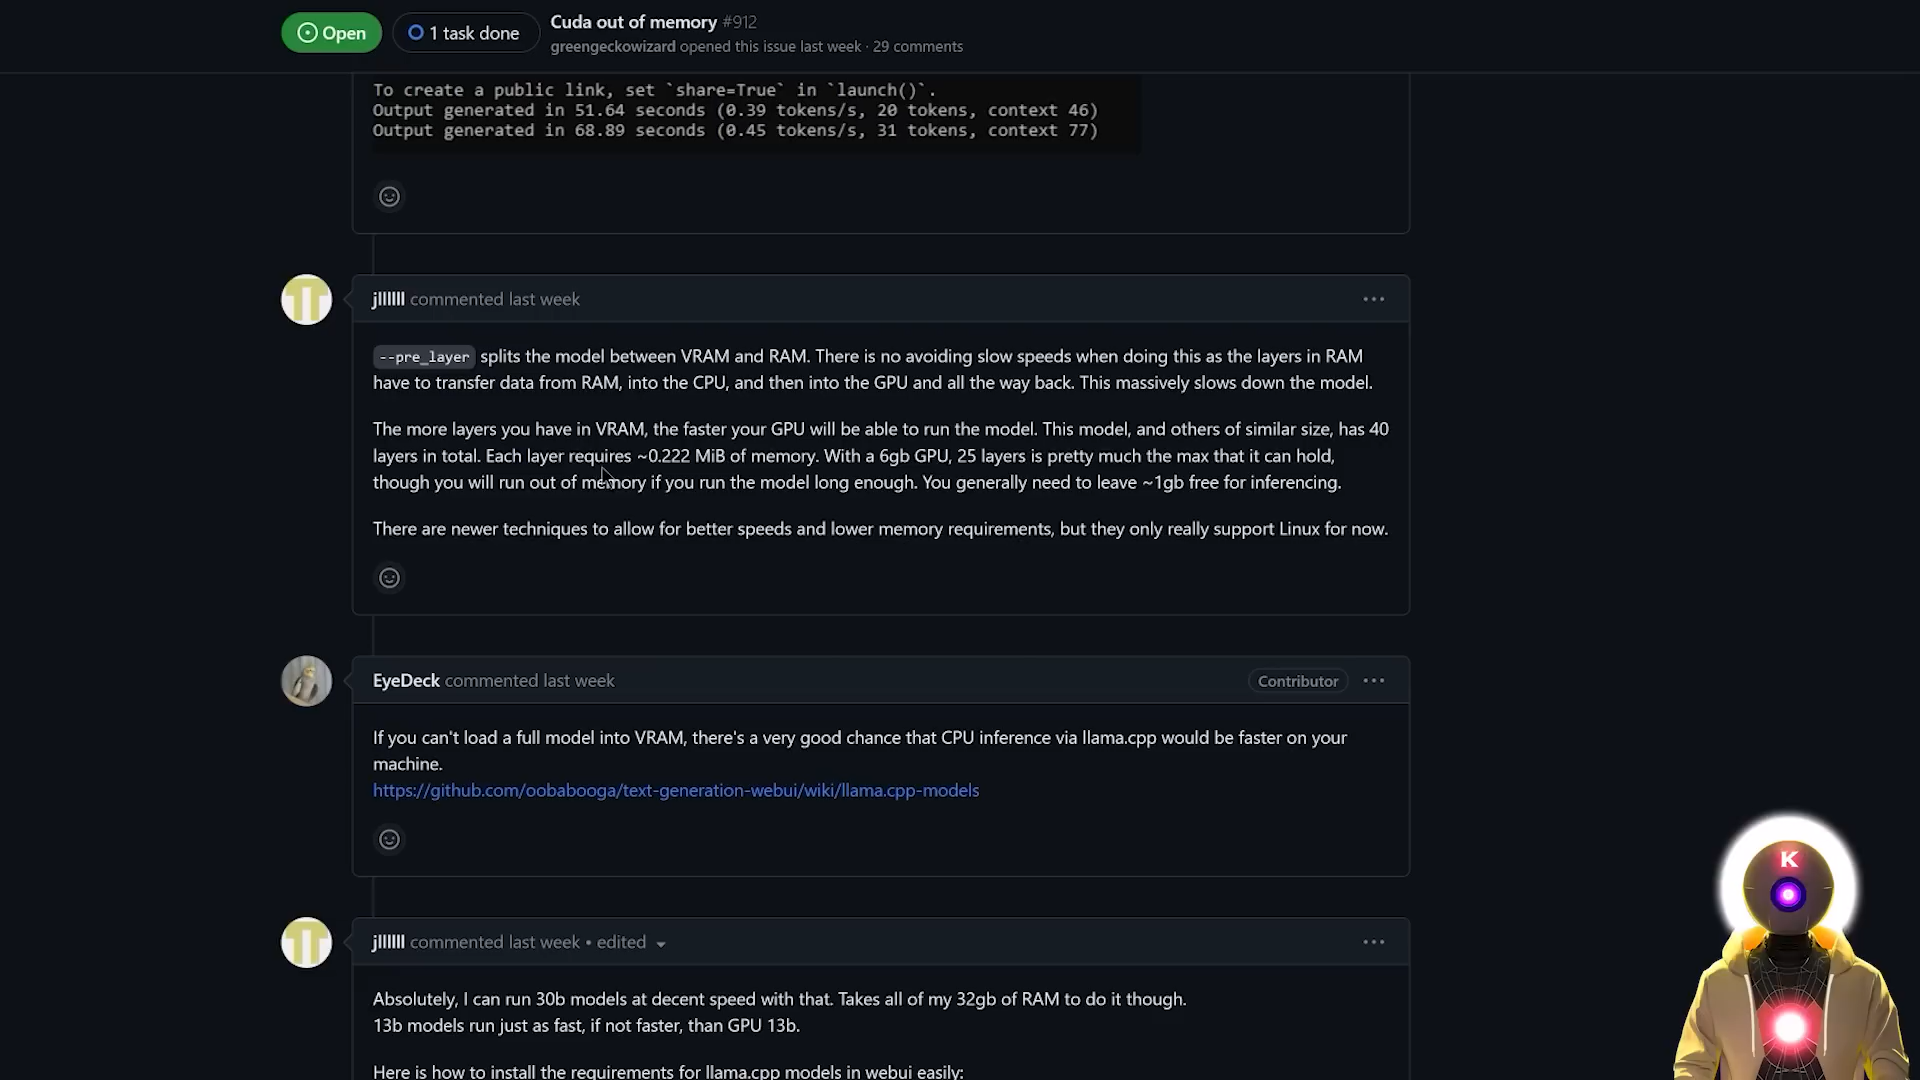 Open
1 task done
Cuda out of memory #912
greengeckowizard opened this issue last week · 29 comments
To create a public link, set `share=True` in `launch()`.
Output generated in 51.64 seconds (0.39 tokens/s, 20 tokens, context 46)
Output generated in 68.89 seconds (0.45 tokens/s, 31 tokens, context 77)
jllllll commented last week
--pre_layer splits the model between VRAM and RAM. There is no avoiding slow speeds when doing this as the layers in RAM
have to transfer data from RAM, into the CPU, and then into the GPU and all the way back. This massively slows down the model.
The more layers you have in VRAM, the faster your GPU will be able to run the model. This model, and others of similar size, has 40
layers in total. Each layer requires ~0.222 MiB of memory. With a 6gb GPU, 25 layers is pretty much the max that it can hold,
though you will run out of memory if you run the model long enough. You generally need to leave ~1gb free for inferencing.
There are newer techniques to allow for better speeds and lower memory requirements, but they only really support Linux for now.
EyeDeck commented last week
Contributor
If you can't load a full model into VRAM, there's a very good chance that CPU inference via llama.cpp would be faster on your
machine.
https://github.com/oobabooga/text-generation-webui/wiki/llama.cpp-models
jllllll commented last week • edited
Absolutely, I can run 30b models at decent speed with that. Takes all of my 32gb of RAM to do it though.
13b models run just as fast, if not faster, than GPU 13b.
Here is how to install the requirements for llama.cpp models in webui easily:
K